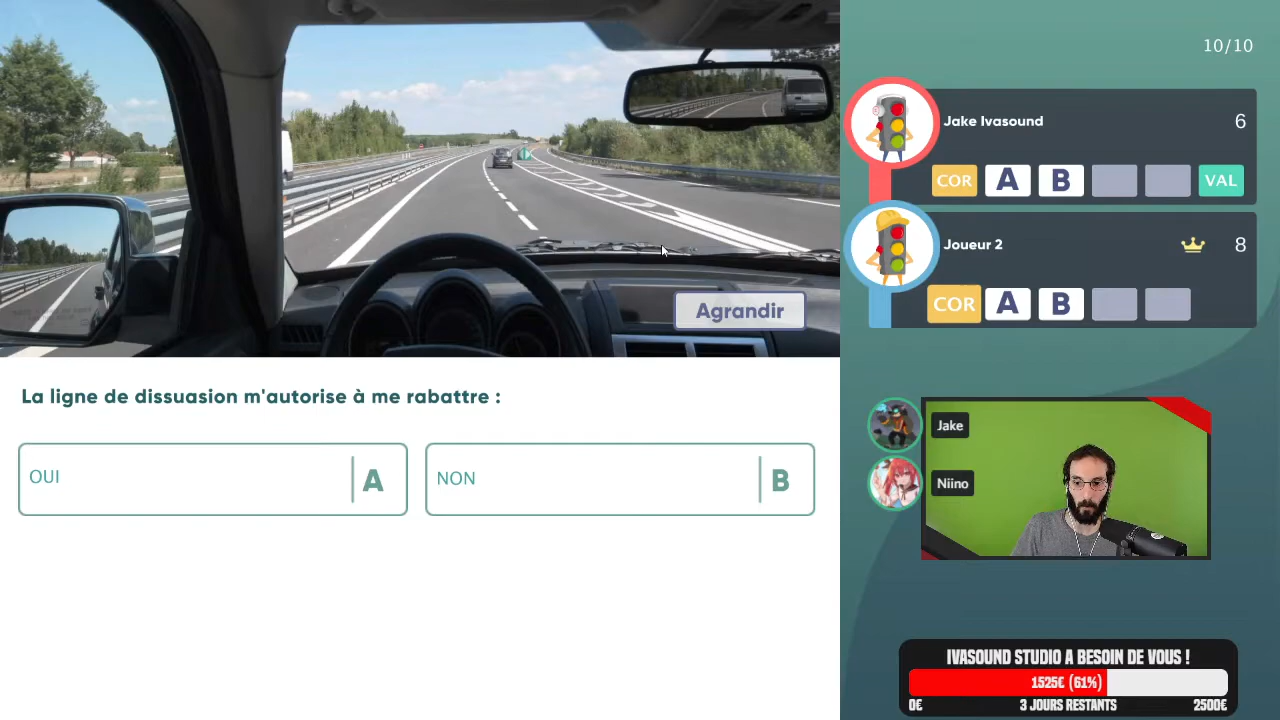 10/10
Jake Ivasound
6
COR
A
B
VAL
Joueur 2
8
COR
A
B
Agrandir
La ligne de dissuasion m'autorise à me rabattre :
OUI
A
NON
B
Jake
Niino
IVASOUND STUDIO A BESOIN DE VOUS !
1525€ (61%)
0€
3 JOURS RESTANTS
2500€